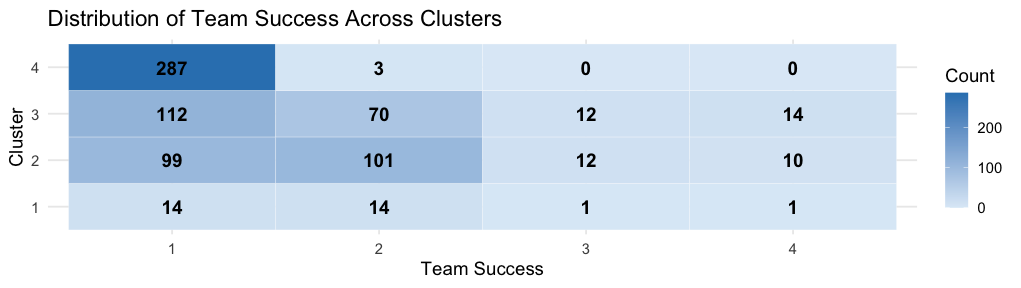 Distribution of Team Success Across Clusters
4 287 3 0 0
3 112 70 12 14
2 99 101 12 10
1 14 14 1 1
1 2 3 4
Team Success
Cluster
Count
200
100
0